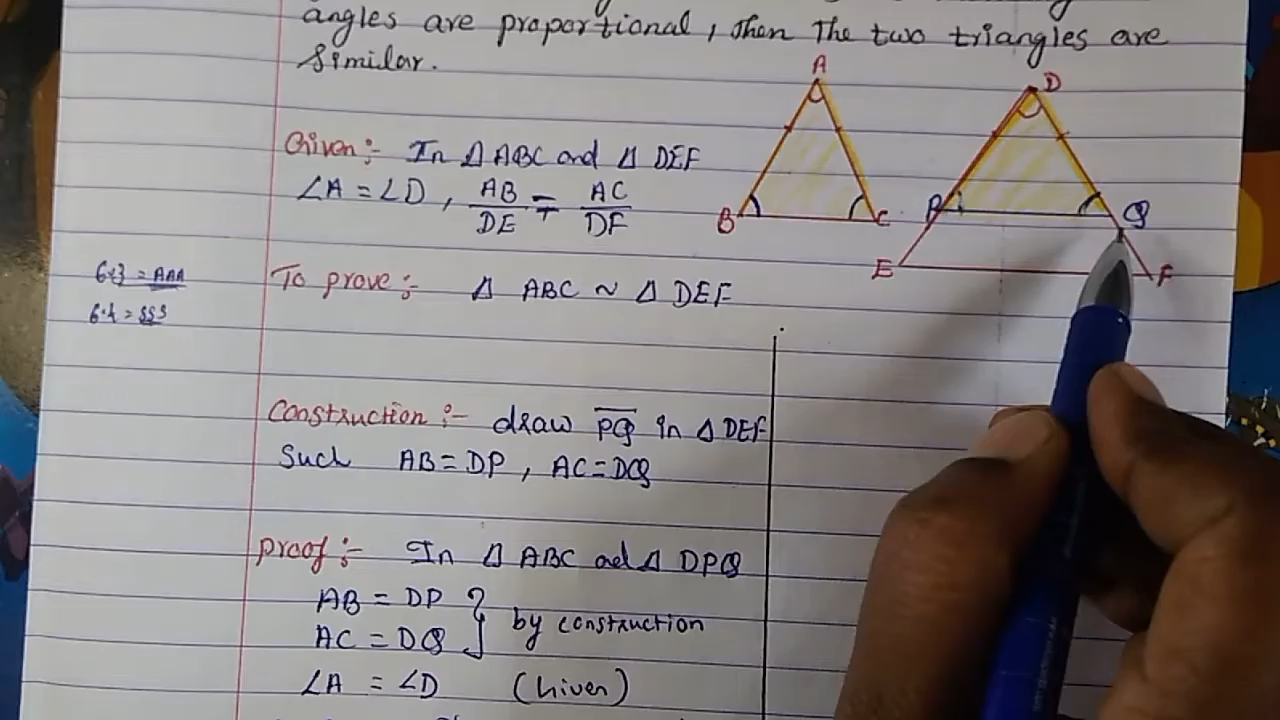 angles are proportional, then The two triangles are
Similar.
A
D
Given:- In Δ ABC and Δ DEF
∠A = ∠D, AB/DE = AC/DF
B
C
P
Q
E
F
6.3 = AAA
6.4 = SSS
To prove:- Δ ABC ~ Δ DEF
Construction:- draw PQ in Δ DEF
Such AB = DP, AC = DQ
Proof:- In Δ ABC and Δ DPQ
AB = DP
AC = DQ } by construction
∠A = ∠D (Given)